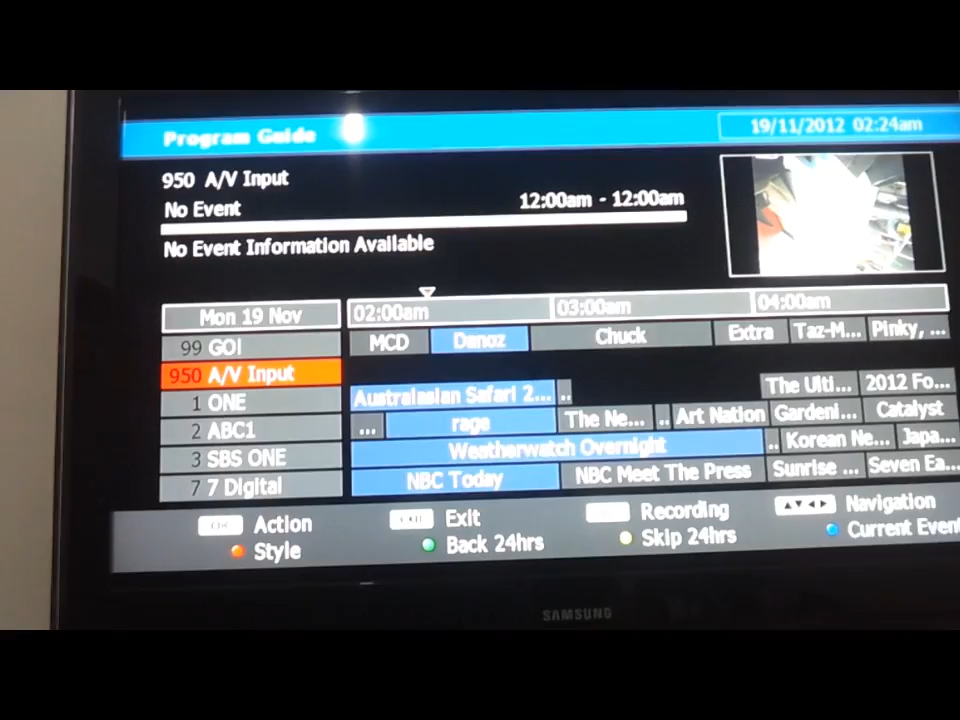 Program Guide 19/11/2012 02:24am
950 A/V Input
No Event 12:00am - 12:00am
No Event Information Available
Mon 19 Nov 02:00am 03:00am 04:00am
99 GO! MCD Danoz Chuck Extra Taz-M... Pinky, ...
950 A/V Input
1 ONE Australasian Safari 2... .. The Ulti... 2012 Fo...
2 ABC1 ... rage The Ne... .. Art Nation Gardeni... Catalyst
3 SBS ONE Weatherwatch Overnight .. Korean Ne... Japa...
7 7 Digital NBC Today NBC Meet The Press Sunrise ... Seven Ea...
OK Action EXIT Exit Recording Navigation
Style Back 24hrs Skip 24hrs Current Event
SAMSUNG